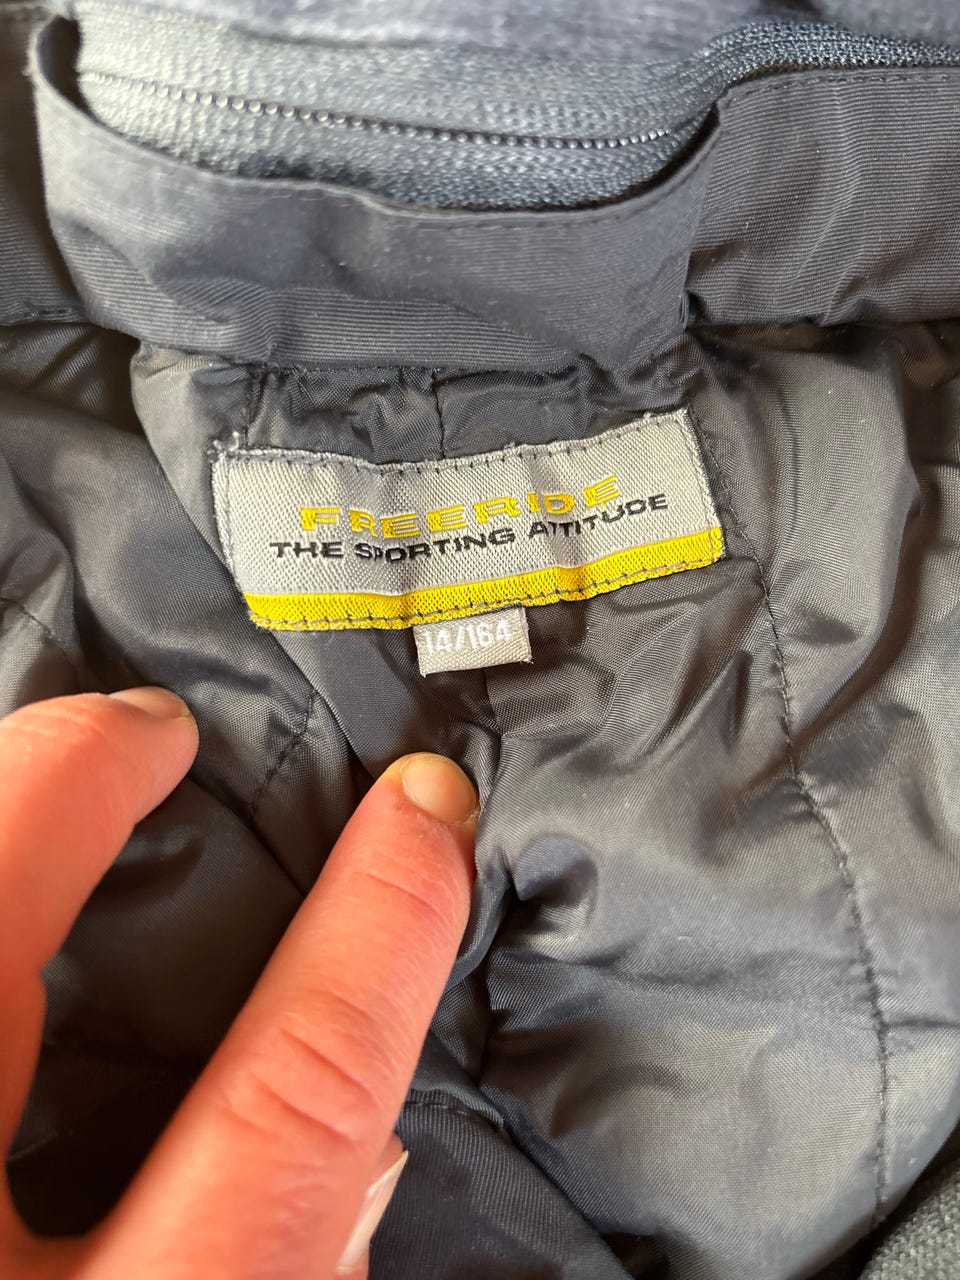 FREERIDE
THE SPORTING ATTITUDE
14/164